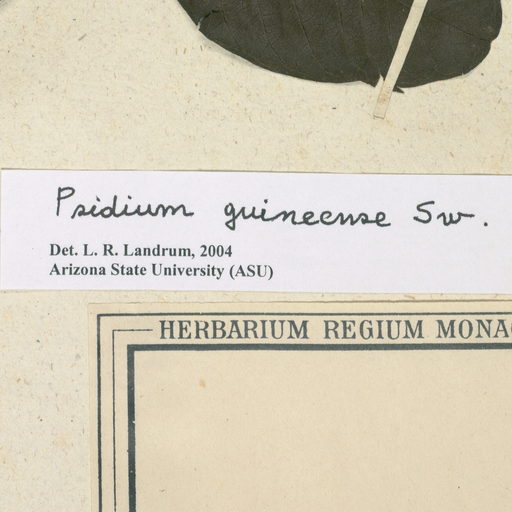 Psidium guineense Sw.
Det. L. R. Landrum, 2004
Arizona State University (ASU)
HERBARIUM REGIUM MONAC